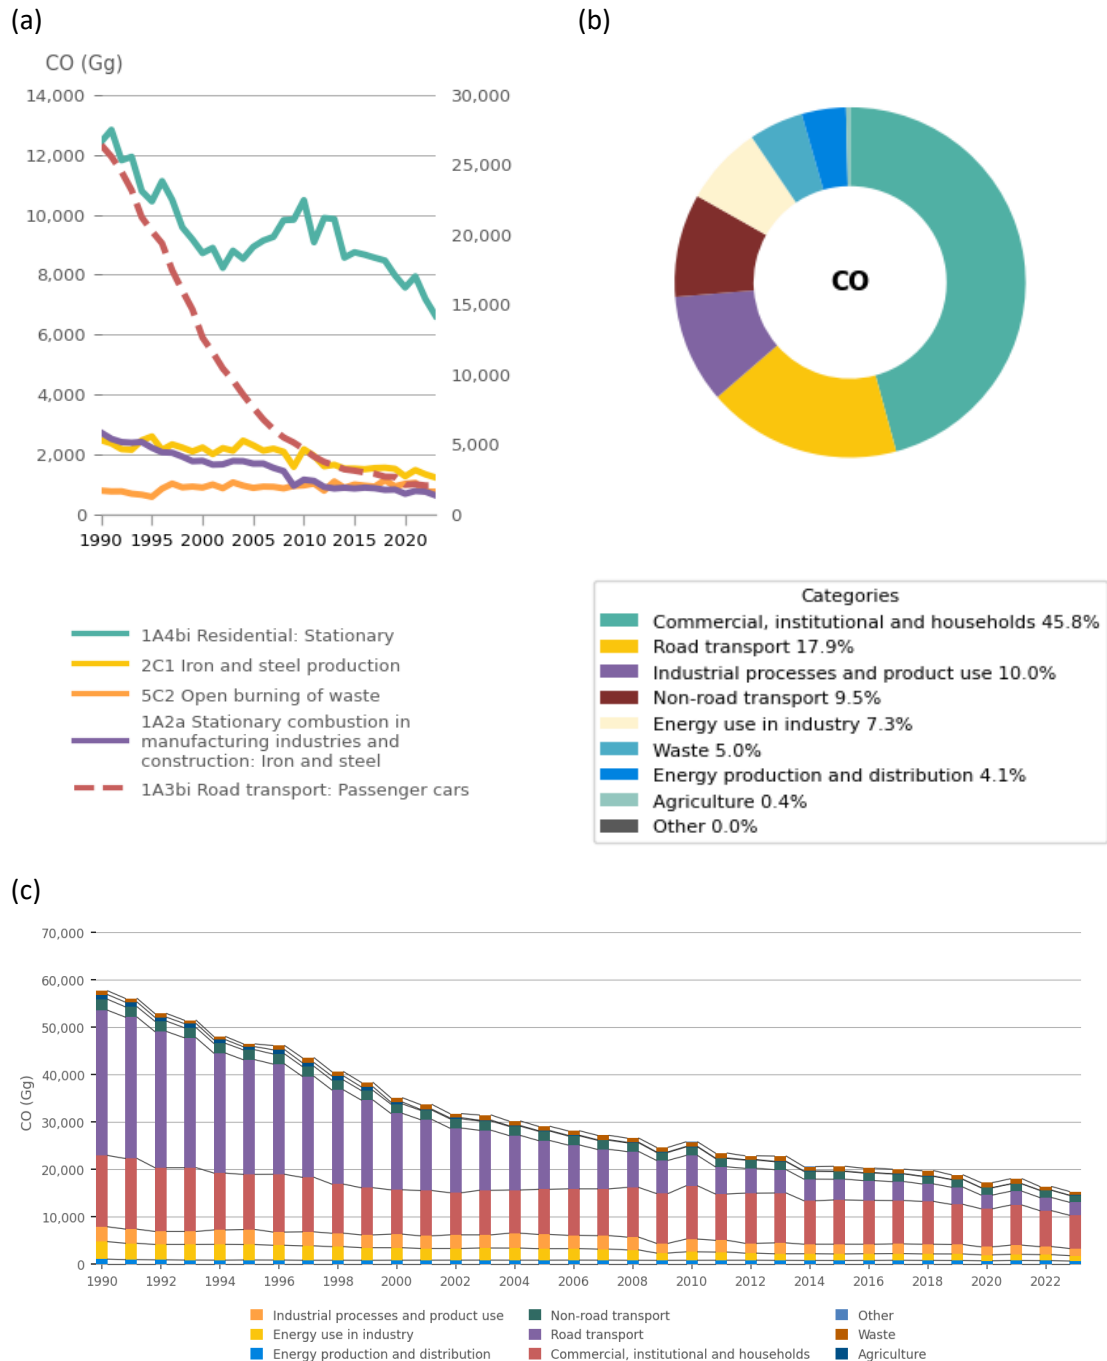 (a)
(b)
CO (Gg)
14,000
30,000
12,000
25,000
10,000
20,000
8,000
15,000
6,000
10,000
4,000
5,000
2,000
0
0
1990 1995 2000 2005 2010 2015 2020
CO
1A4bi Residential: Stationary
2C1 Iron and steel production
5C2 Open burning of waste
1A2a Stationary combustion in
manufacturing industries and
construction: Iron and steel
1A3bi Road transport: Passenger cars
Categories
Commercial, institutional and households 45.8%
Road transport 17.9%
Industrial processes and product use 10.0%
Non-road transport 9.5%
Energy use in industry 7.3%
Waste 5.0%
Energy production and distribution 4.1%
Agriculture 0.4%
Other 0.0%
(c)
CO (Gg)
70,000
60,000
50,000
40,000
30,000
20,000
10,000
0
1990 1992 1994 1996 1998 2000 2002 2004 2006 2008 2010 2012 2014 2016 2018 2020 2022
Industrial processes and product use
Energy use in industry
Energy production and distribution
Non-road transport
Road transport
Commercial, institutional and households
Other
Waste
Agriculture